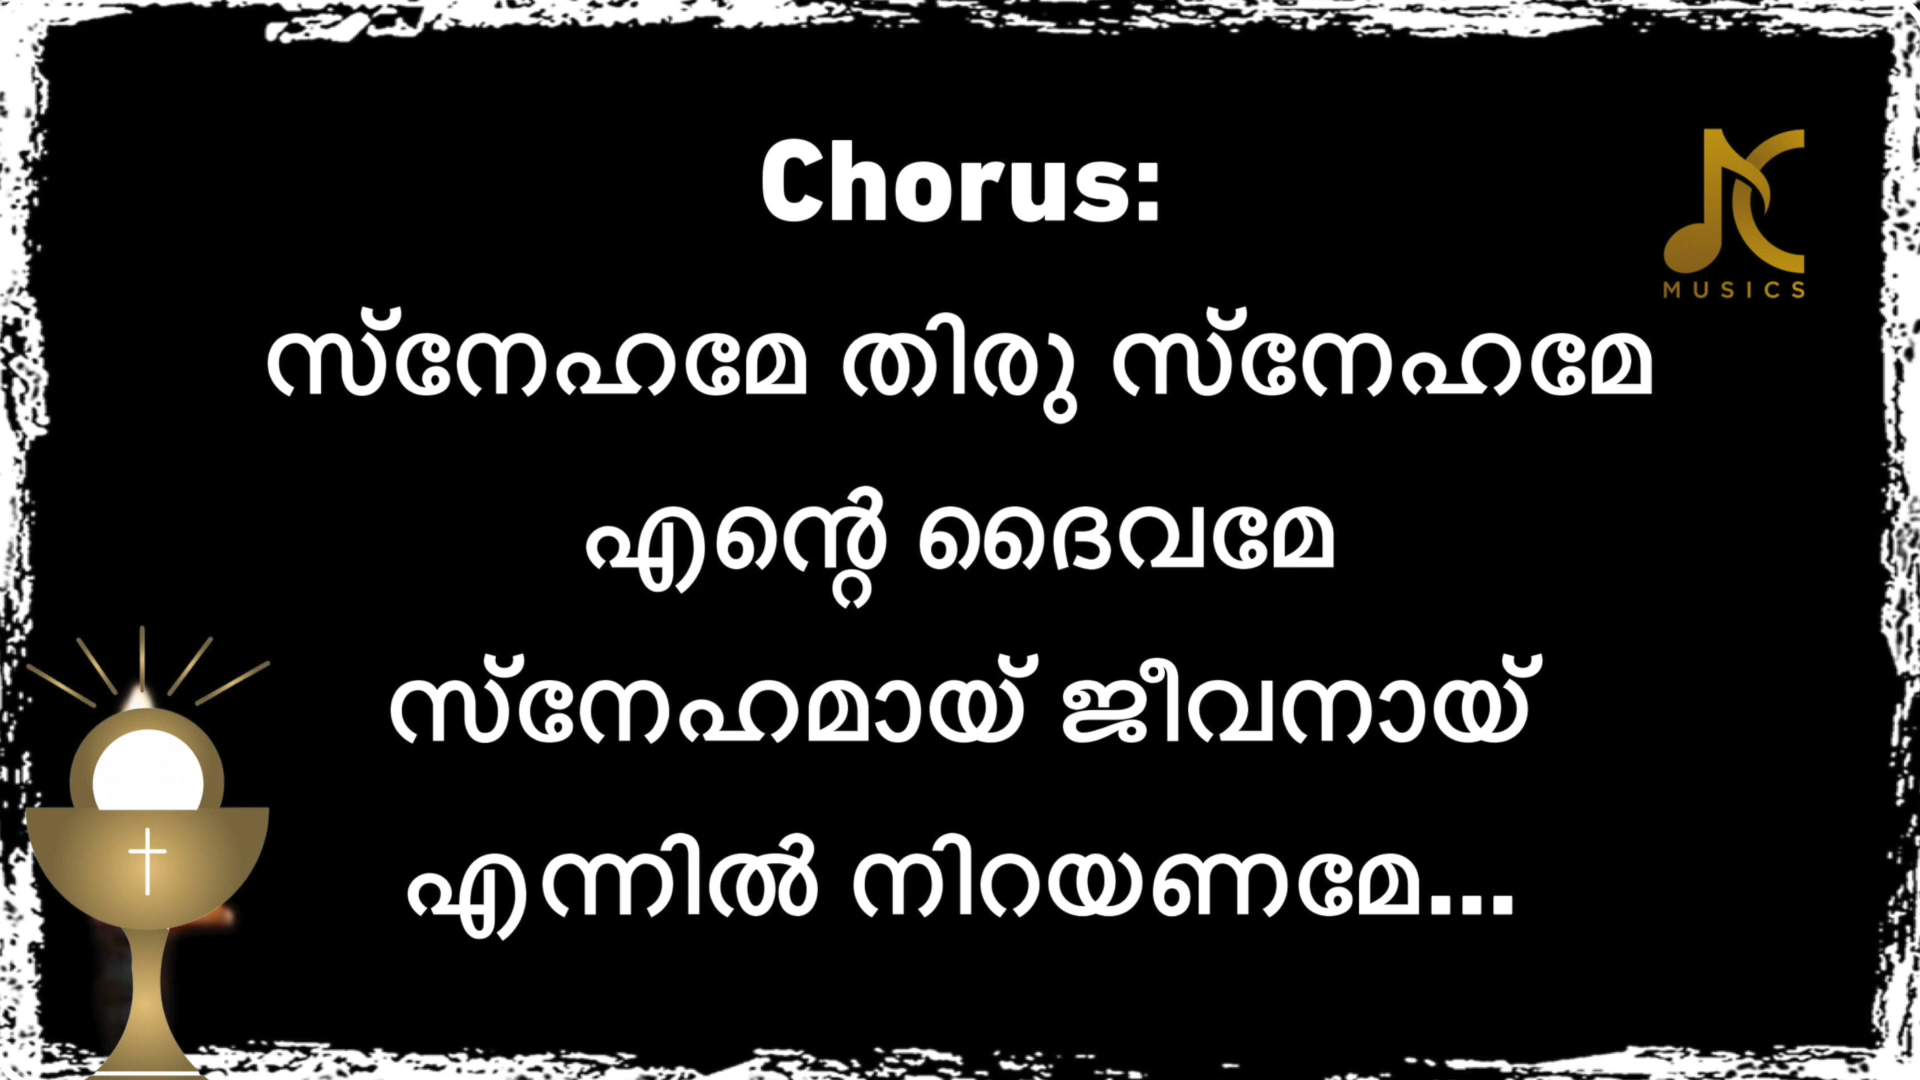 Chorus:
MUSICS
സ്നേഹമേ തിരു സ്നേഹമേ
എന്റെ ദൈവമേ
സ്നേഹമായ് ജീവനായ്
എന്നിൽ നിറയണമേ...